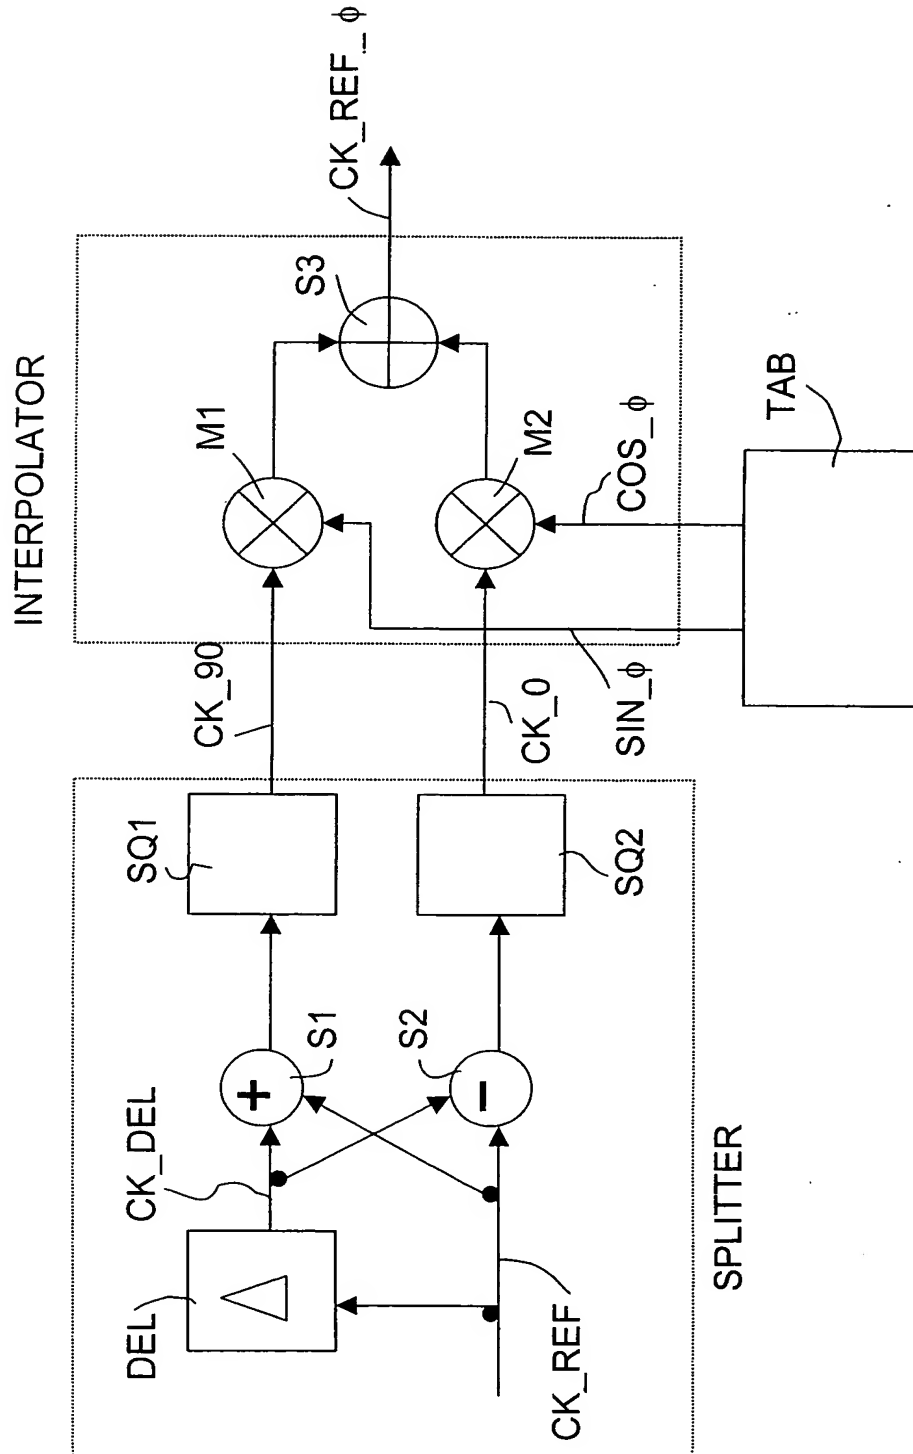 INTERPOLATOR
CK_REF_ϕ
S3
M1
M2
COS_ϕ
SIN_ϕ
TAB
CK_90
CK_0
SQ1
SQ2
S1
S2
+
−
CK_DEL
DEL
Δ
CK_REF
SPLITTER